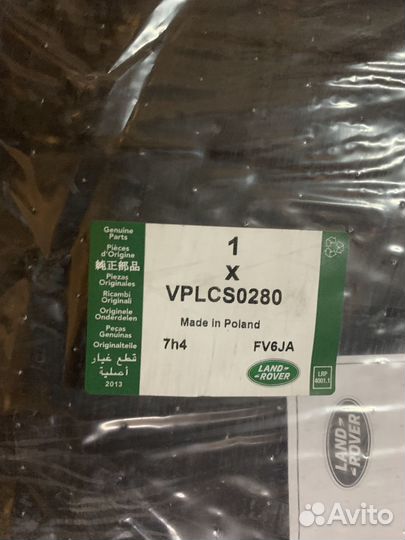 Genuine
Parts
Pièces
d'Origine
純正部品
Piezas
Originales
Ricambi
Originali
Originele
Onderdelen
Peças
Genuinas
Originalteile
قطع غيار
أصلية
2013
1
x
VPLCS0280
Made in Poland
7h4 FV6JA
LAND-
ROVER
LRP
4001.1
LAND-
ROVER
Avito